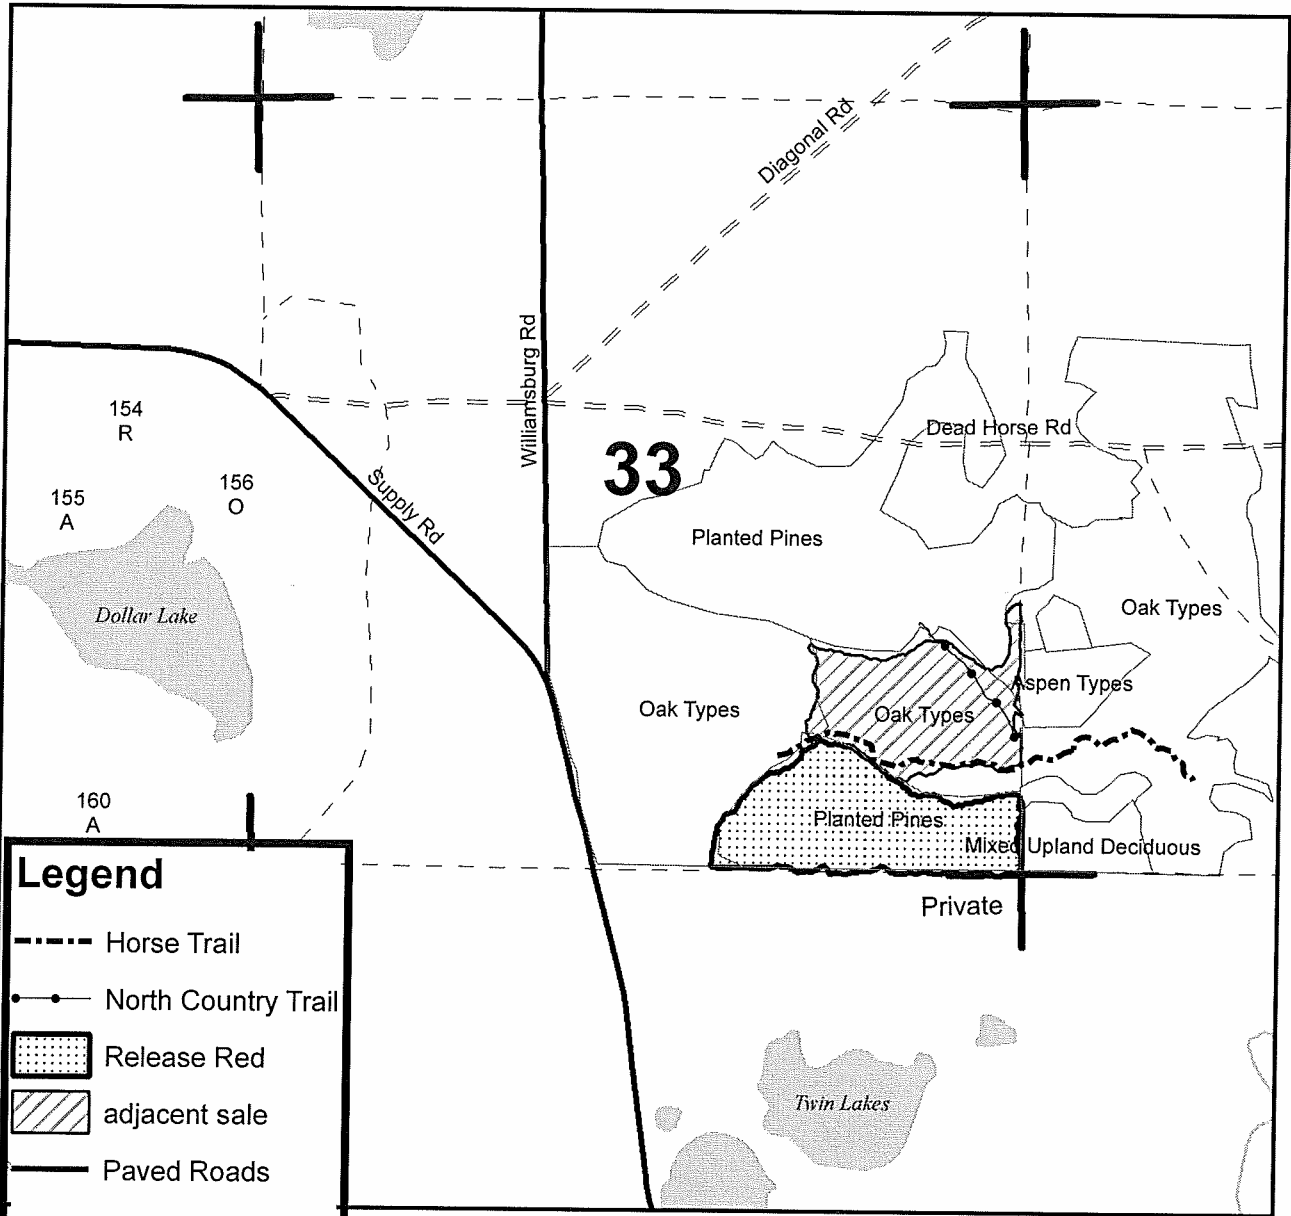 Diagonal Rd
Williamsburg Rd
154
R
Dead Horse Rd
33
155
A
156
O
Supply Rd
Planted Pines
Dollar Lake
Oak Types
Aspen Types
Oak Types
Oak Types
160
A
Planted Pines
Mixed Upland Deciduous
Private
Legend
Horse Trail
North Country Trail
Release Red
adjacent sale
Paved Roads
Twin Lakes